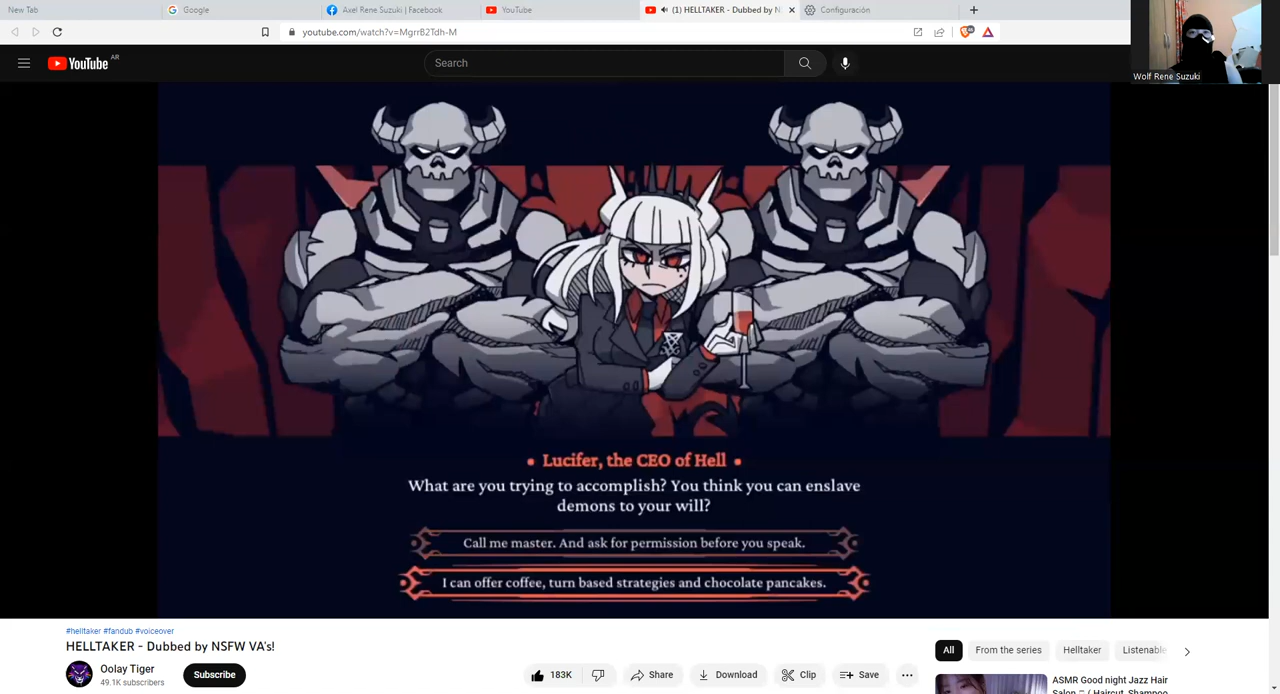 New Tab
Google
Axel Rene Suzuki | Facebook
YouTube
(1) HELLTAKER - Dubbed by N
Configuración
youtube.com/watch?v=MgrrB2Tdh-M
Wolf Rene Suzuki
YouTube AR
Search
Lucifer, the CEO of Hell
What are you trying to accomplish? You think you can enslave
demons to your will?
Call me master. And ask for permission before you speak.
I can offer coffee, turn based strategies and chocolate pancakes.
#helltaker #fandub #voiceover
HELLTAKER - Dubbed by NSFW VA's!
Oolay Tiger
49.1K subscribers
Subscribe
183K
Share
Download
Clip
Save
All
From the series
Helltaker
Listenable
ASMR Good night Jazz Hair
Salon ( Haircut, Shampoo